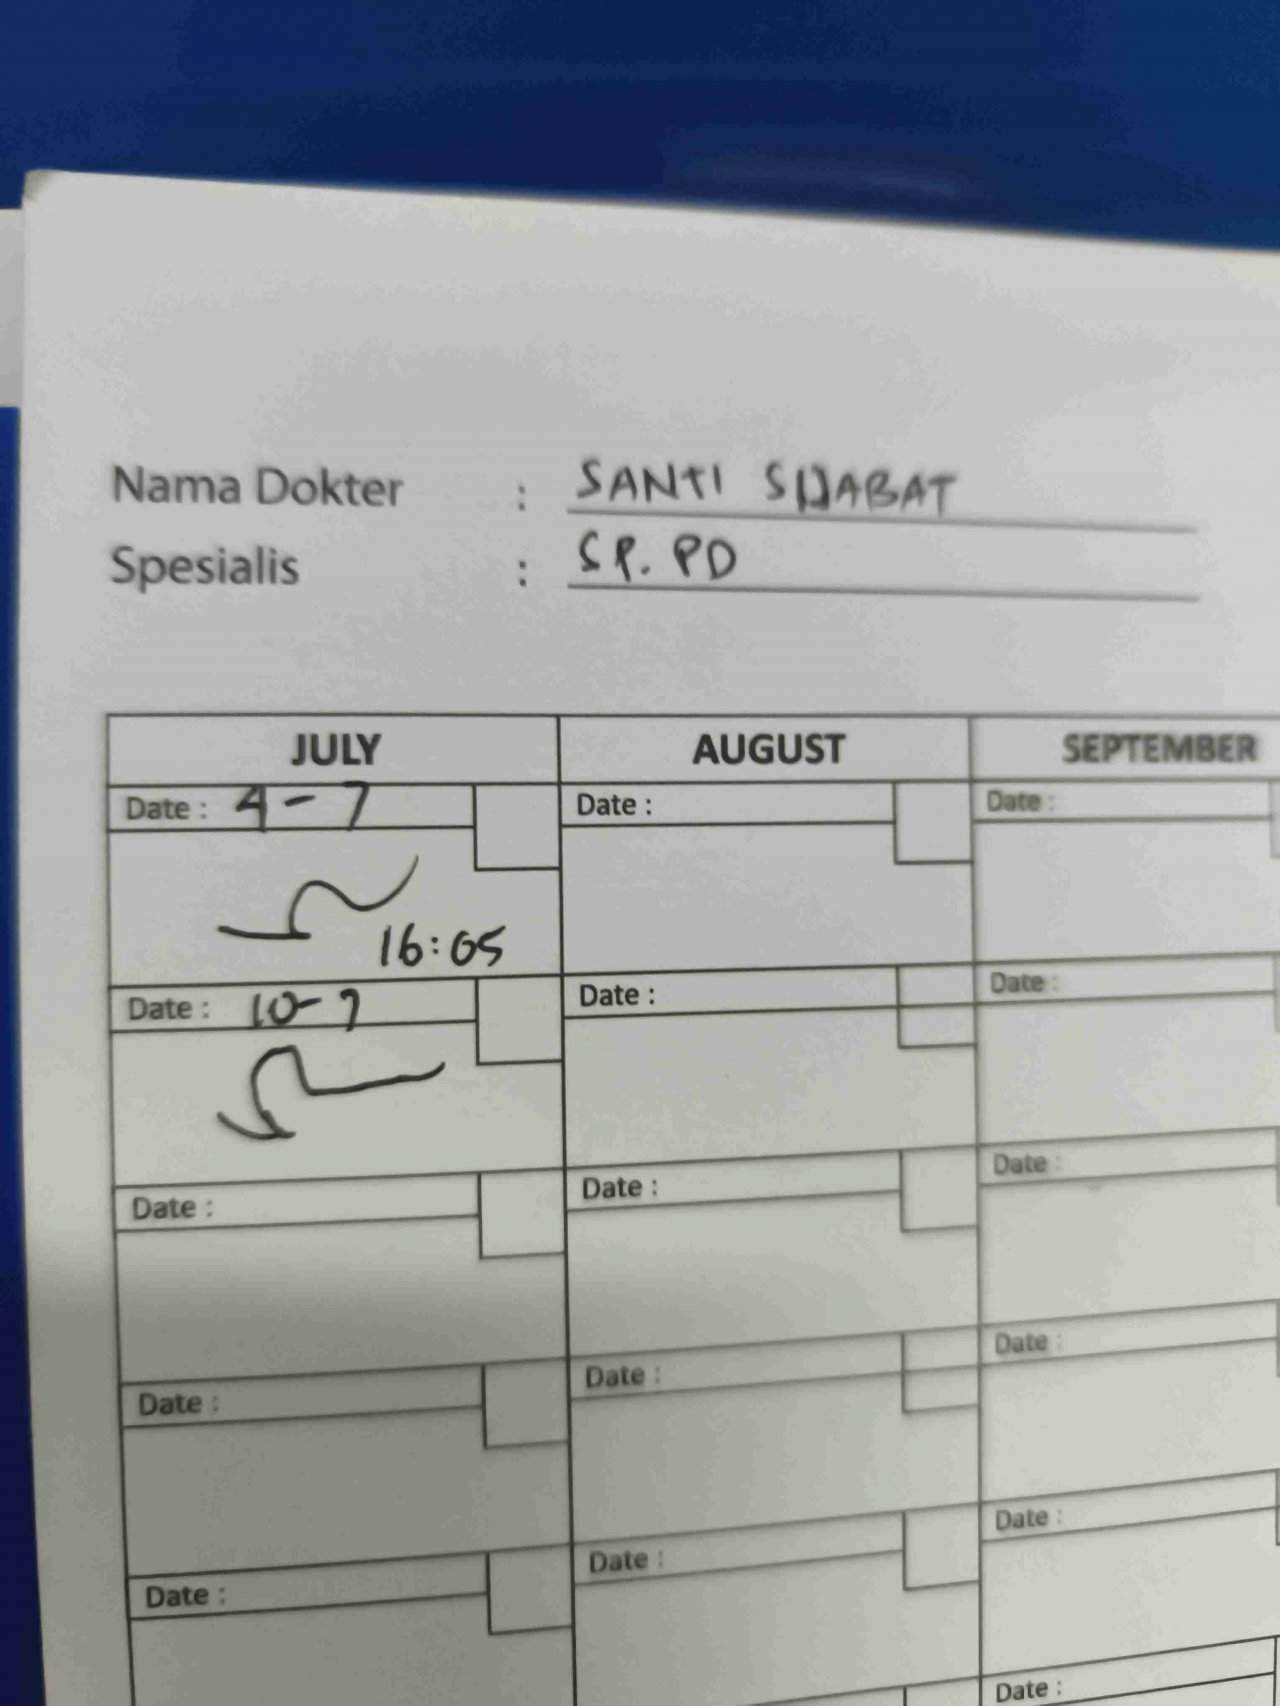 Nama Dokter : SANTI SIJABAT
Spesialis : SP. PD
JULY AUGUST SEPTEMBER
Date : 4-7 Date : Date :
16:05
Date : 10-7 Date : Date :
Date : Date : Date :
Date : Date : Date :
Date : Date : Date :
Date :